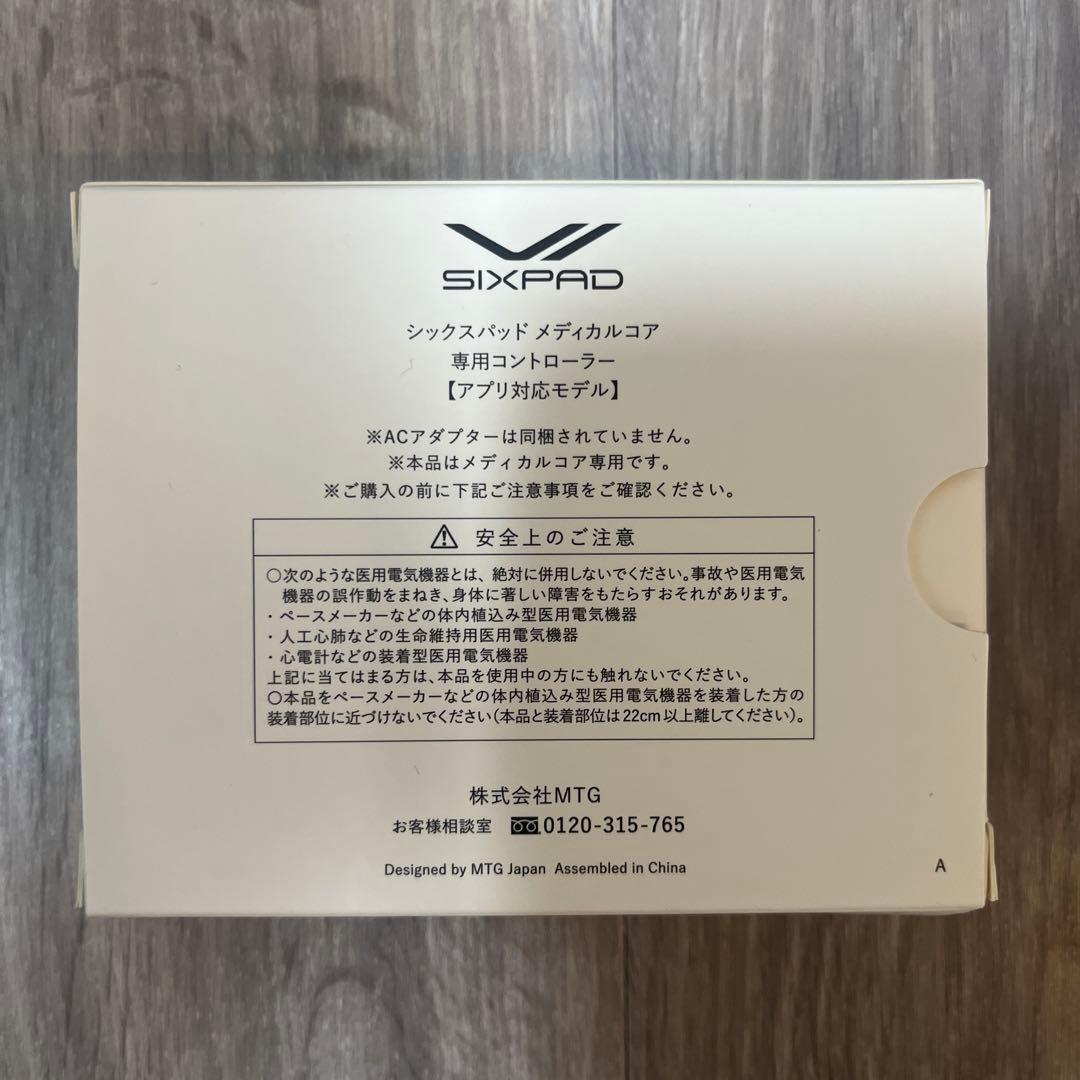 SIXPAD
シックスパッド メディカルコア
専用コントローラー
【アプリ対応モデル】
※ACアダプターは同梱されていません。
※本品はメディカルコア専用です。
※ご購入の前に下記ご注意事項をご確認ください。
⚠ 安全上のご注意
○次のような医用電気機器とは、絶対に併用しないでください。事故や医用電気
機器の誤作動をまねき、身体に著しい障害をもたらすおそれがあります。
・ペースメーカーなどの体内植込み型医用電気機器
・人工心肺などの生命維持用医用電気機器
・心電計などの装着型医用電気機器
上記に当てはまる方は、本品を使用中の方にも触れないでください。
○本品をペースメーカーなどの体内植込み型医用電気機器を装着した方の
装着部位に近づけないでください(本品と装着部位は22cm以上離してください)。
株式会社MTG
お客様相談室 0120-315-765
Designed by MTG Japan Assembled in China
A